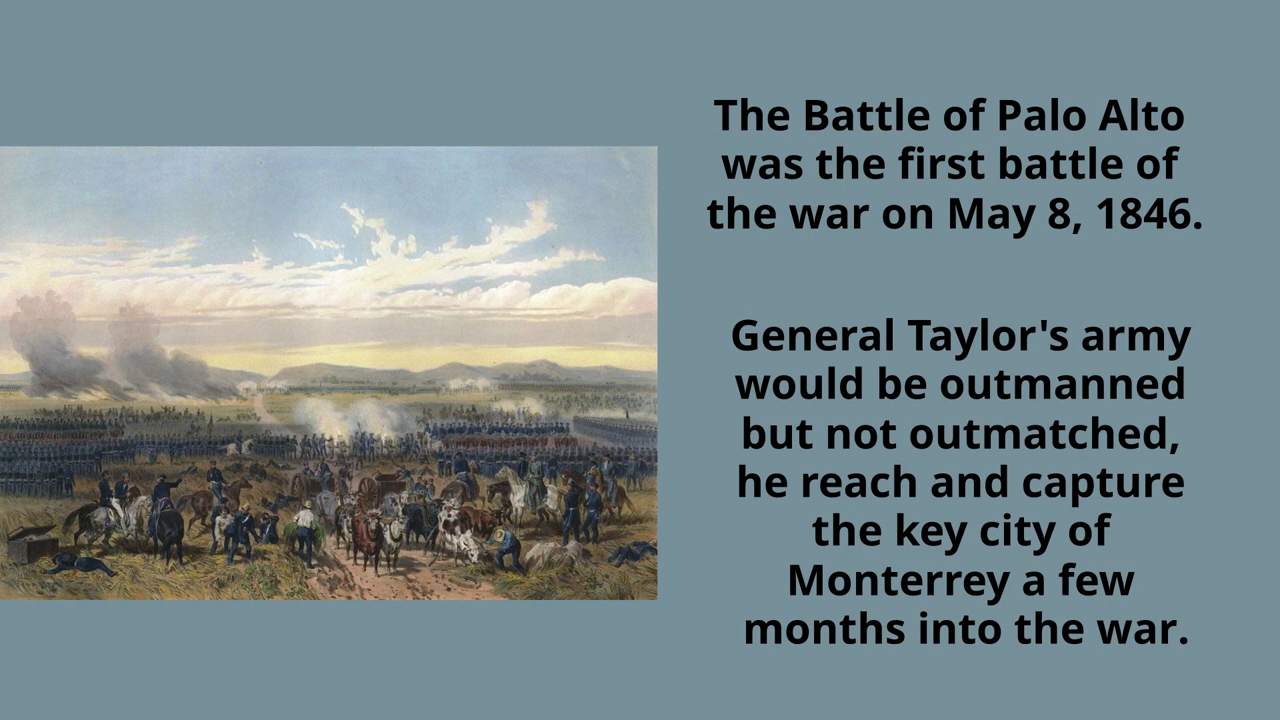 The Battle of Palo Alto
was the first battle of
the war on May 8, 1846.
General Taylor's army
would be outmanned
but not outmatched,
he reach and capture
the key city of
Monterrey a few
months into the war.